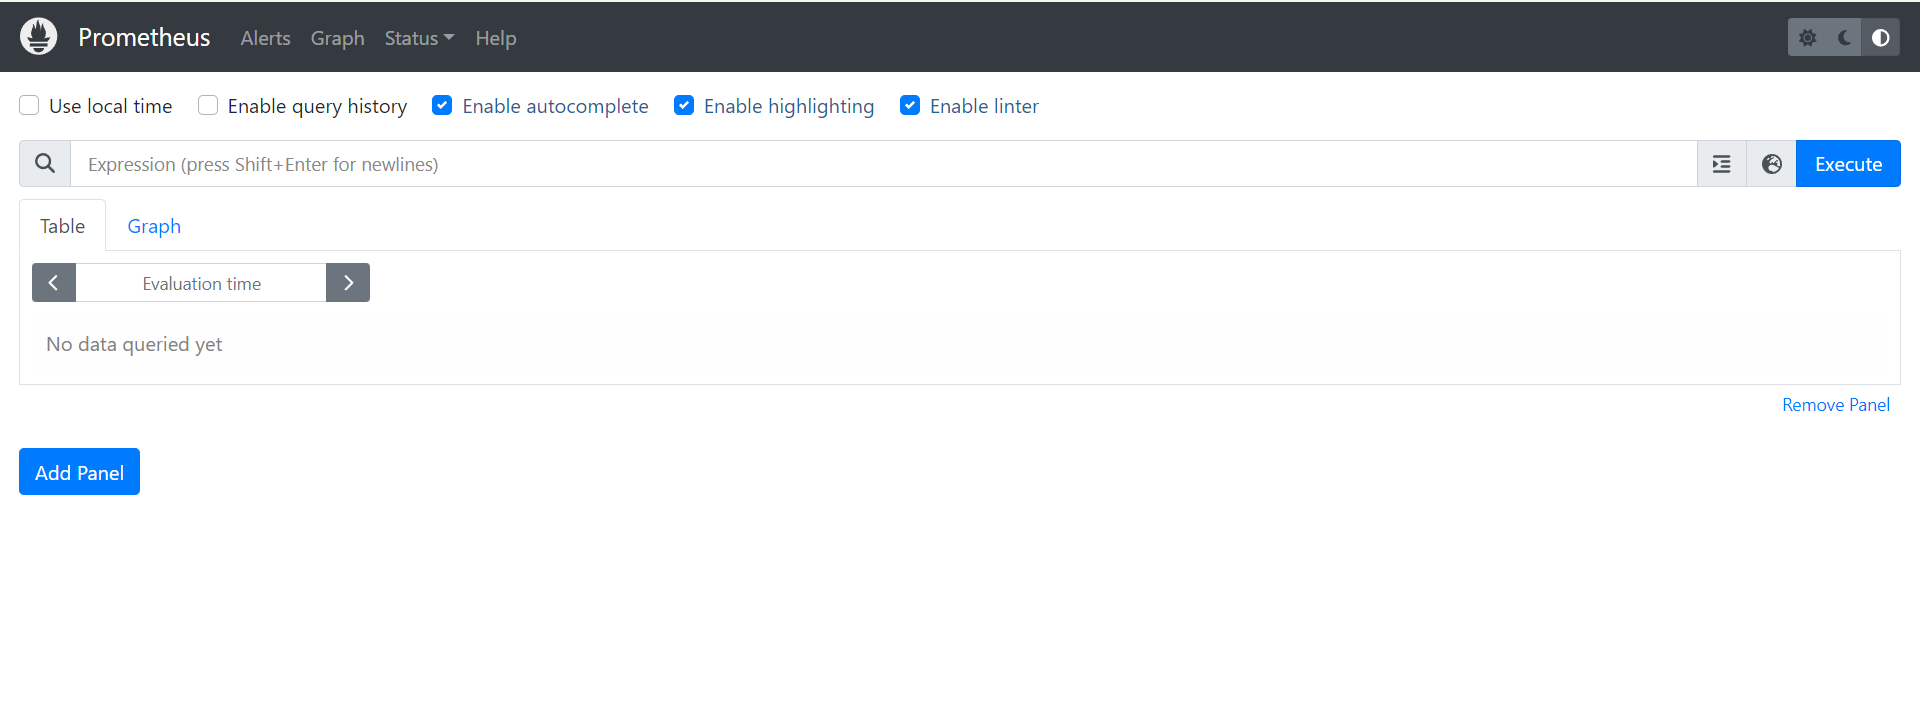 Prometheus Alerts Graph Status Help
Use local time Enable query history Enable autocomplete Enable highlighting Enable linter
Expression (press Shift+Enter for newlines) Execute
Table Graph
Evaluation time
No data queried yet
Remove Panel
Add Panel